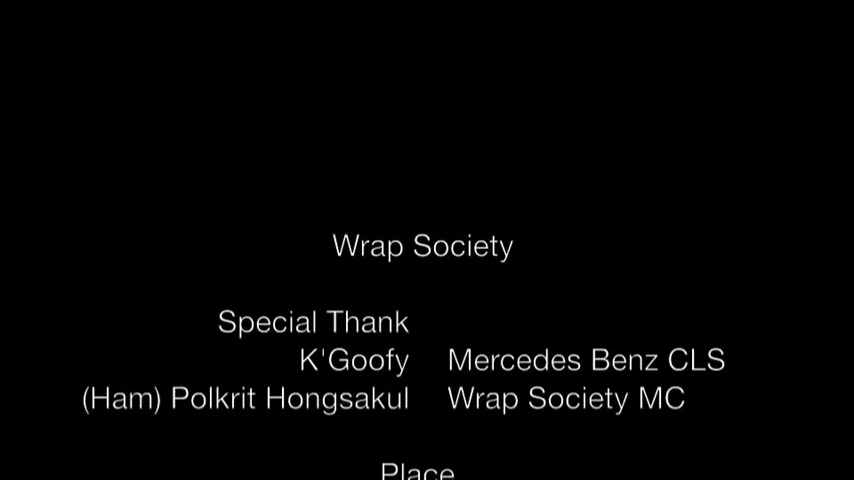 Wrap Society
Special Thank
K'Goofy Mercedes Benz CLS
(Ham) Polkrit Hongsakul Wrap Society MC
Place